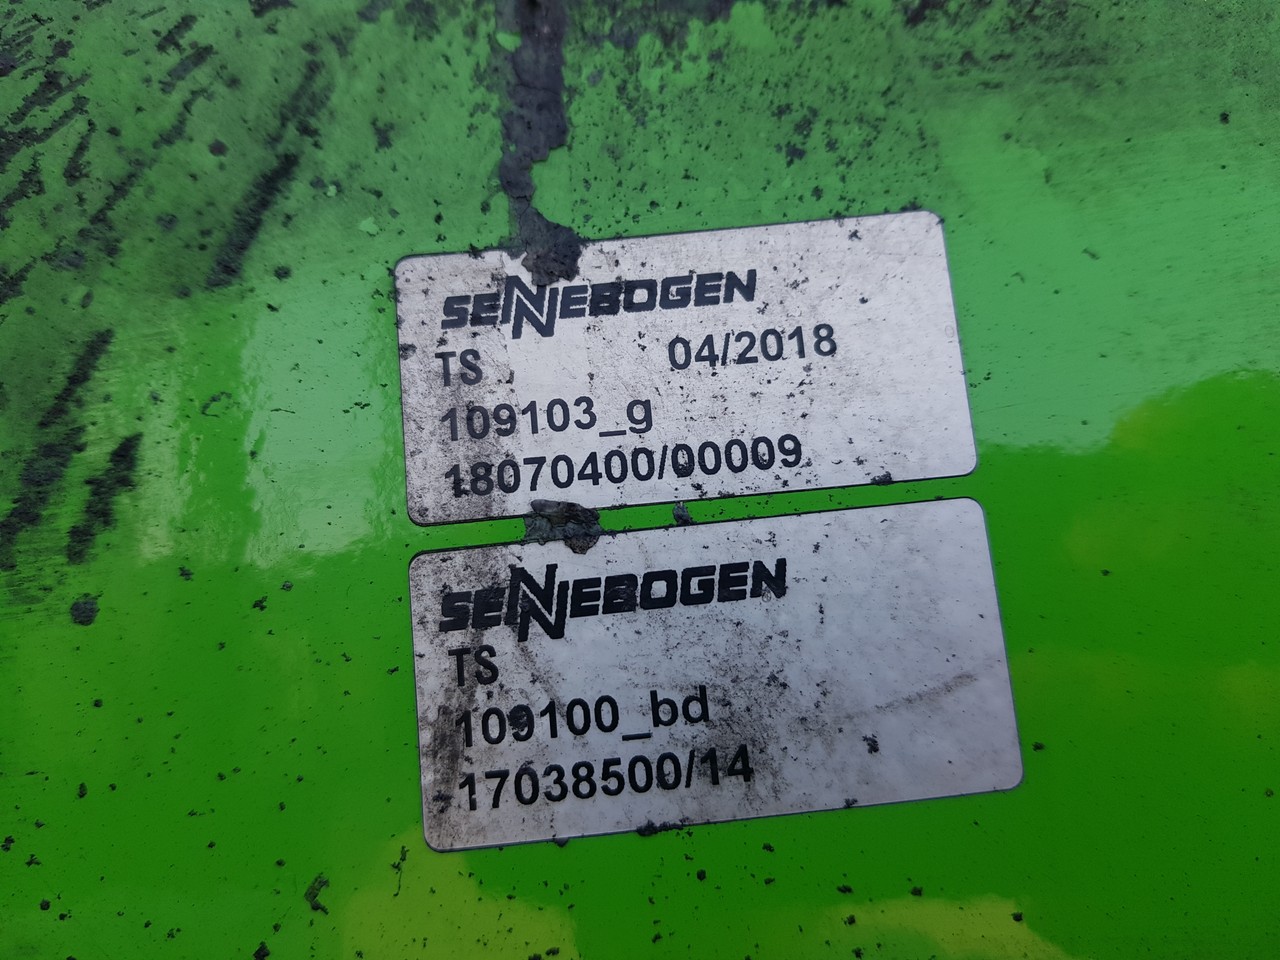 SENNEBOGEN
TS 04/2018
109103_g
18070400/00009
SENNEBOGEN
TS
109100_bd
17038500/14